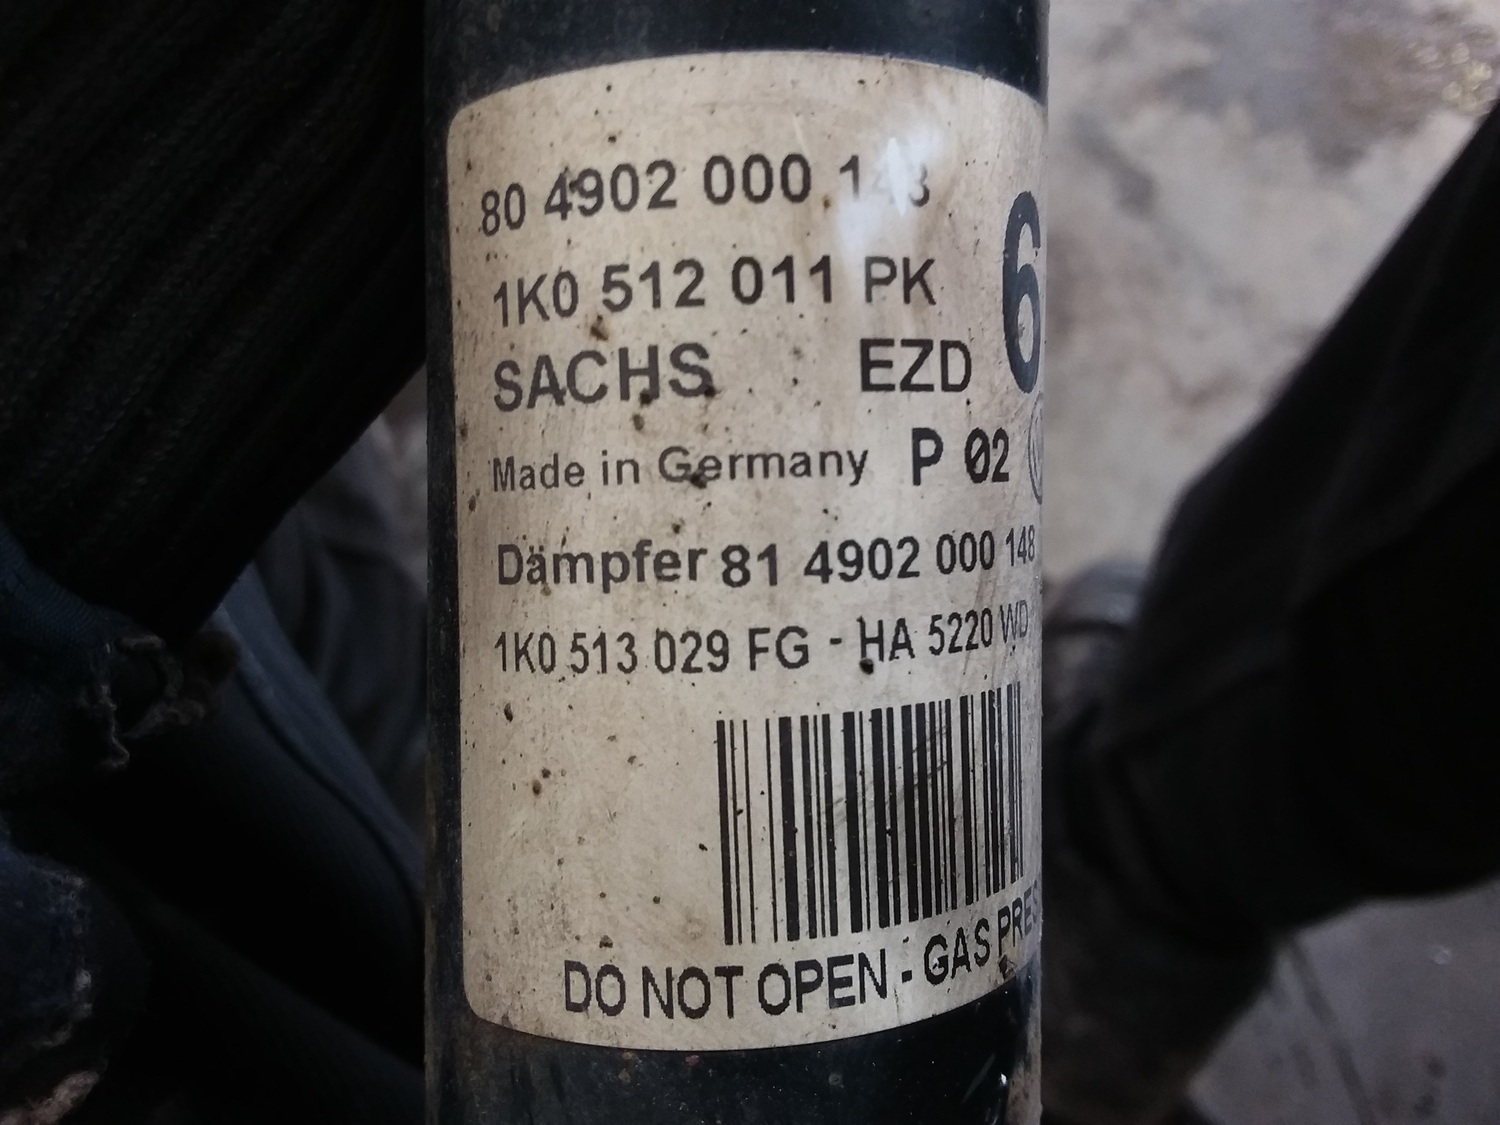 80 4902 000 148
1K0 512 011 PK
6
SACHS EZD
Made in Germany P 02
Dämpfer 81 4902 000 148
1K0 513 029 FG - HA 5220 WD
DO NOT OPEN - GAS